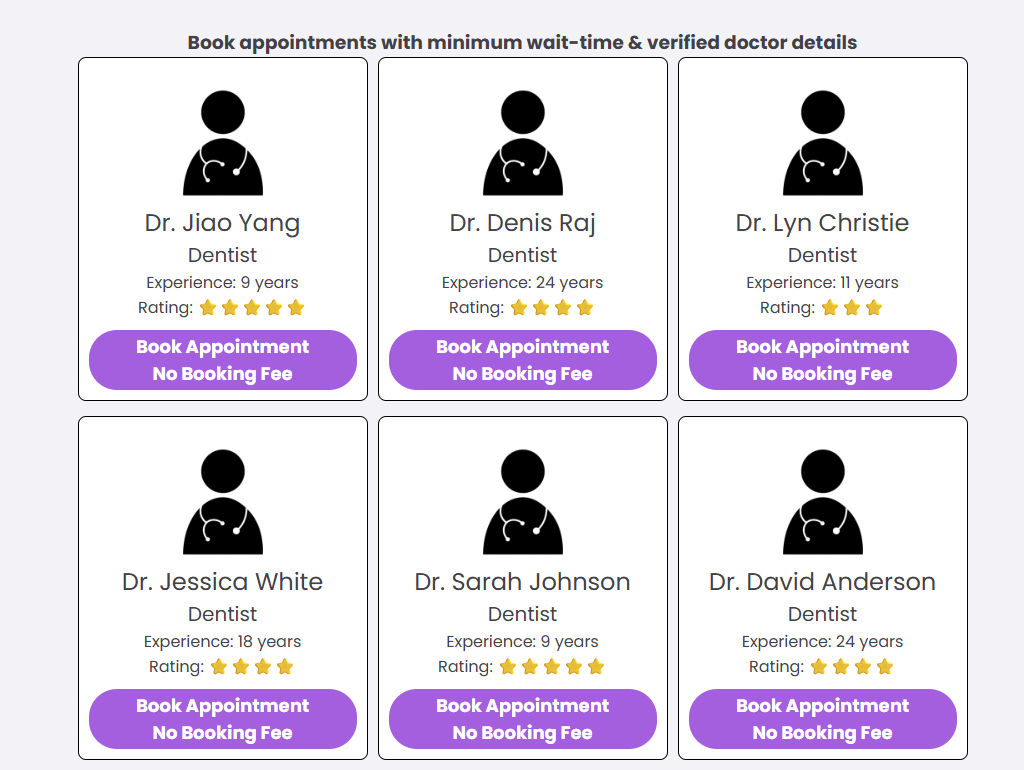 Book appointments with minimum wait-time & verified doctor details
Dr. Jiao Yang
Dentist
Experience: 9 years
Rating: ⭐⭐⭐⭐⭐
Book Appointment
No Booking Fee
Dr. Denis Raj
Dentist
Experience: 24 years
Rating: ⭐⭐⭐⭐
Book Appointment
No Booking Fee
Dr. Lyn Christie
Dentist
Experience: 11 years
Rating: ⭐⭐⭐
Book Appointment
No Booking Fee
Dr. Jessica White
Dentist
Experience: 18 years
Rating: ⭐⭐⭐⭐
Book Appointment
No Booking Fee
Dr. Sarah Johnson
Dentist
Experience: 9 years
Rating: ⭐⭐⭐⭐⭐
Book Appointment
No Booking Fee
Dr. David Anderson
Dentist
Experience: 24 years
Rating: ⭐⭐⭐⭐
Book Appointment
No Booking Fee